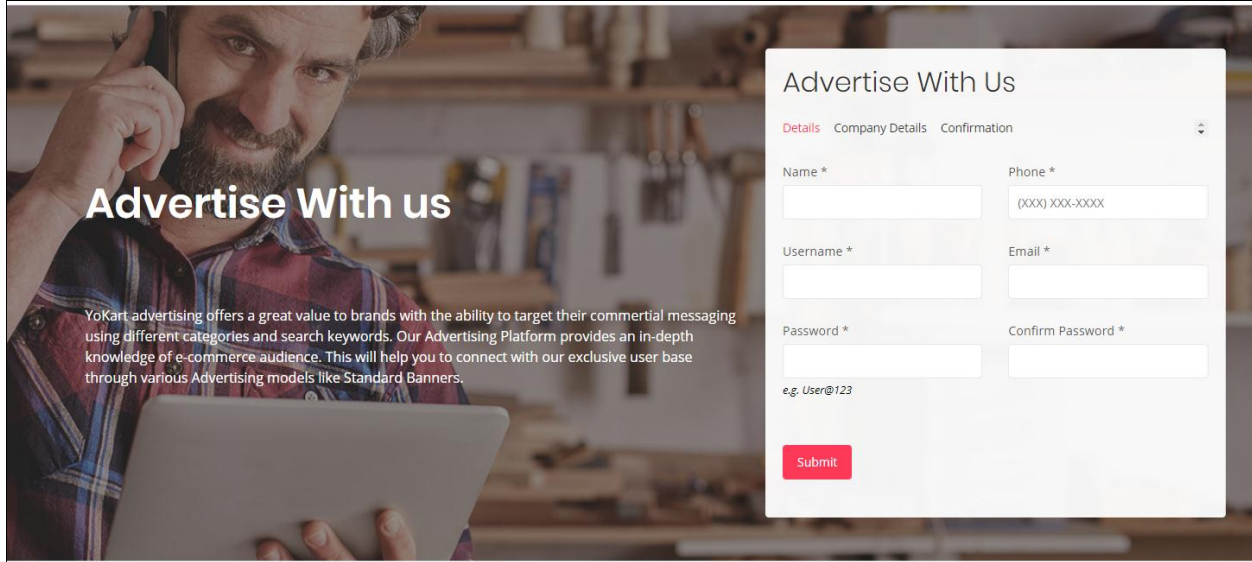 Advertise With us
YoKart advertising offers a great value to brands with the ability to target their commertial messaging
using different categories and search keywords. Our Advertising Platform provides an in-depth
knowledge of e-commerce audience. This will help you to connect with our exclusive user base
through various Advertising models like Standard Banners.
Advertise With Us
Details Company Details Confirmation
Name * Phone *
(XXX) XXX-XXXX
Username * Email *
Password * Confirm Password *
e.g. User@123
Submit